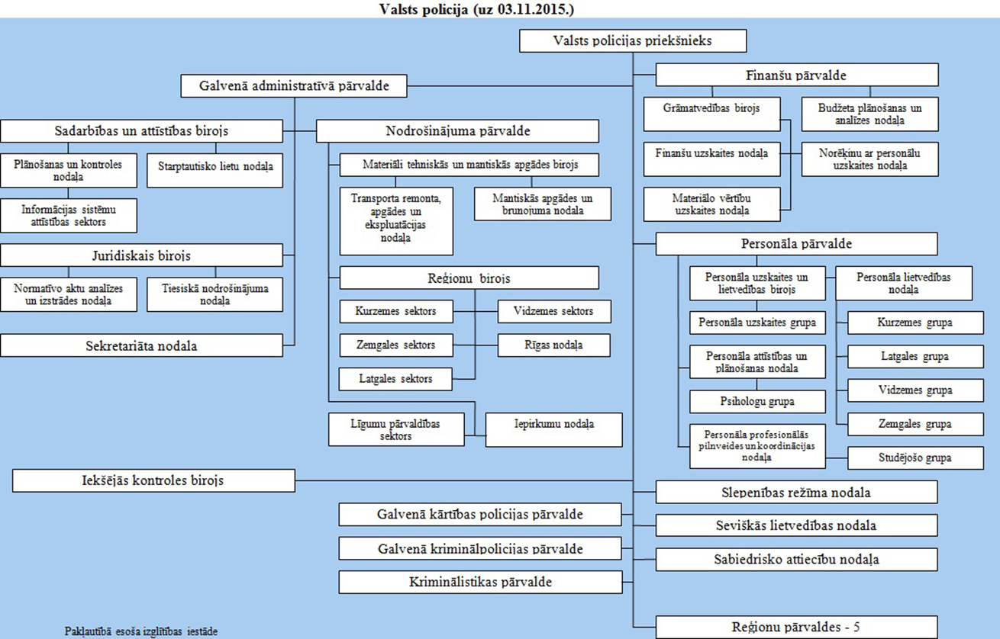 Valsts policija (uz 03.11.2015.)
Valsts policijas priekšnieks
Finanšu pārvalde
Galvenā administratīvā pārvalde
Grāmatvedības birojs
Budžeta plānošanas un
analīzes nodaļa
Finanšu uzskaites nodaļa
Norēķinu ar personālu
uzskaites nodaļa
Materiālo vērtību
uzskaites nodaļa
Sadarbības un attīstības birojs
Plānošanas un kontroles
nodaļa
Starptautisko lietu nodaļa
Informācijas sistēmu
attīstības sektors
Juridiskais birojs
Normatīvo aktu analīzes
un izstrādes nodaļa
Tiesiskā nodrošinājuma
nodaļa
Sekretariāta nodala
Nodrošinājuma pārvalde
Materiāli tehniskās un mantiskās apgādes birojs
Transporta remonta,
apgādes un
ekspluatācijas
nodaļa
Mantiskās apgādes un
brunojuma nodala
Reģionu birojs
Kurzemes sektors
Vidzemes sektors
Zemgales sektors
Rīgas nodaļa
Latgales sektors
Līgumu pārvaldības
sektors
Iepirkumu nodaļa
Personāla pārvalde
Personāla uzskaites un
lietvedības birojs
Personāla lietvedības
nodaļa
Personāla uzskaites grupa
Kurzemes grupa
Personāla attīstības un
plānošanas nodala
Latgales grupa
Psihologu grupa
Vidzemes grupa
Zemgales grupa
Personāla profesionālās
pilnveides un koordinācijas
nodaļa
Studējošo grupa
Iekšējās kontroles birojs
Slepenības režīma nodala
Galvenā kārtības policijas pārvalde
Seviškās lietvedības nodala
Galvenā kriminālpolicijas pārvalde
Sabiedrisko attiecību nodaļa
Kriminālistikas pārvalde
Reģionu pārvaldes - 5
Pakļautībā esoša izglītības iestāde